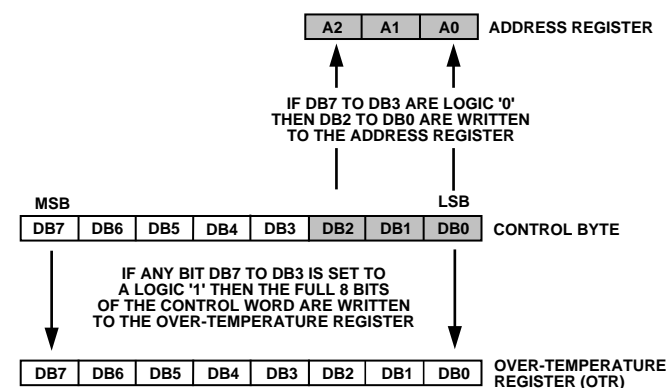 A2 A1 A0 ADDRESS REGISTER
IF DB7 TO DB3 ARE LOGIC '0'
THEN DB2 TO DB0 ARE WRITTEN
TO THE ADDRESS REGISTER
MSB LSB
DB7 DB6 DB5 DB4 DB3 DB2 DB1 DB0 CONTROL BYTE
IF ANY BIT DB7 TO DB3 IS SET TO
A LOGIC '1' THEN THE FULL 8 BITS
OF THE CONTROL WORD ARE WRITTEN
TO THE OVER-TEMPERATURE REGISTER
DB7 DB6 DB5 DB4 DB3 DB2 DB1 DB0 OVER-TEMPERATURE
REGISTER (OTR)